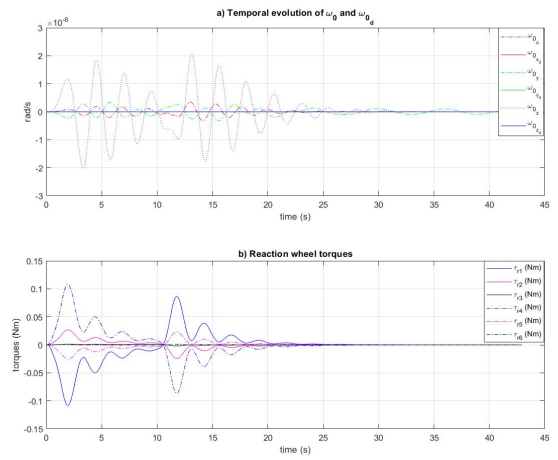 a) Temporal evolution of ω0 and ω0d
×10-8
3
2
1
0
-1
-2
-3
rad/s
0 5 10 15 20 25 30 35 40 45
time (s)
ω0x
ω0xd
ω0y
ω0yd
ω0z
ω0zd
b) Reaction wheel torques
0.15
0.1
0.05
0
-0.05
-0.1
-0.15
torques (Nm)
0 5 10 15 20 25 30 35 40 45
time (s)
τr1 (Nm)
τr2 (Nm)
τr3 (Nm)
τr4 (Nm)
τr5 (Nm)
τr6 (Nm)